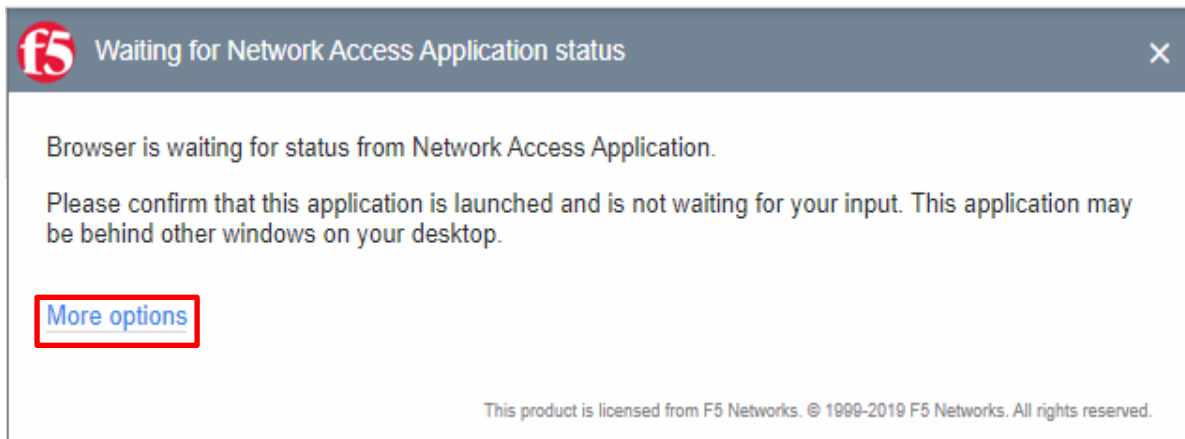 f5 Waiting for Network Access Application status ×
Browser is waiting for status from Network Access Application.
Please confirm that this application is launched and is not waiting for your input. This application may
be behind other windows on your desktop.
More options
This product is licensed from F5 Networks. © 1999-2019 F5 Networks. All rights reserved.